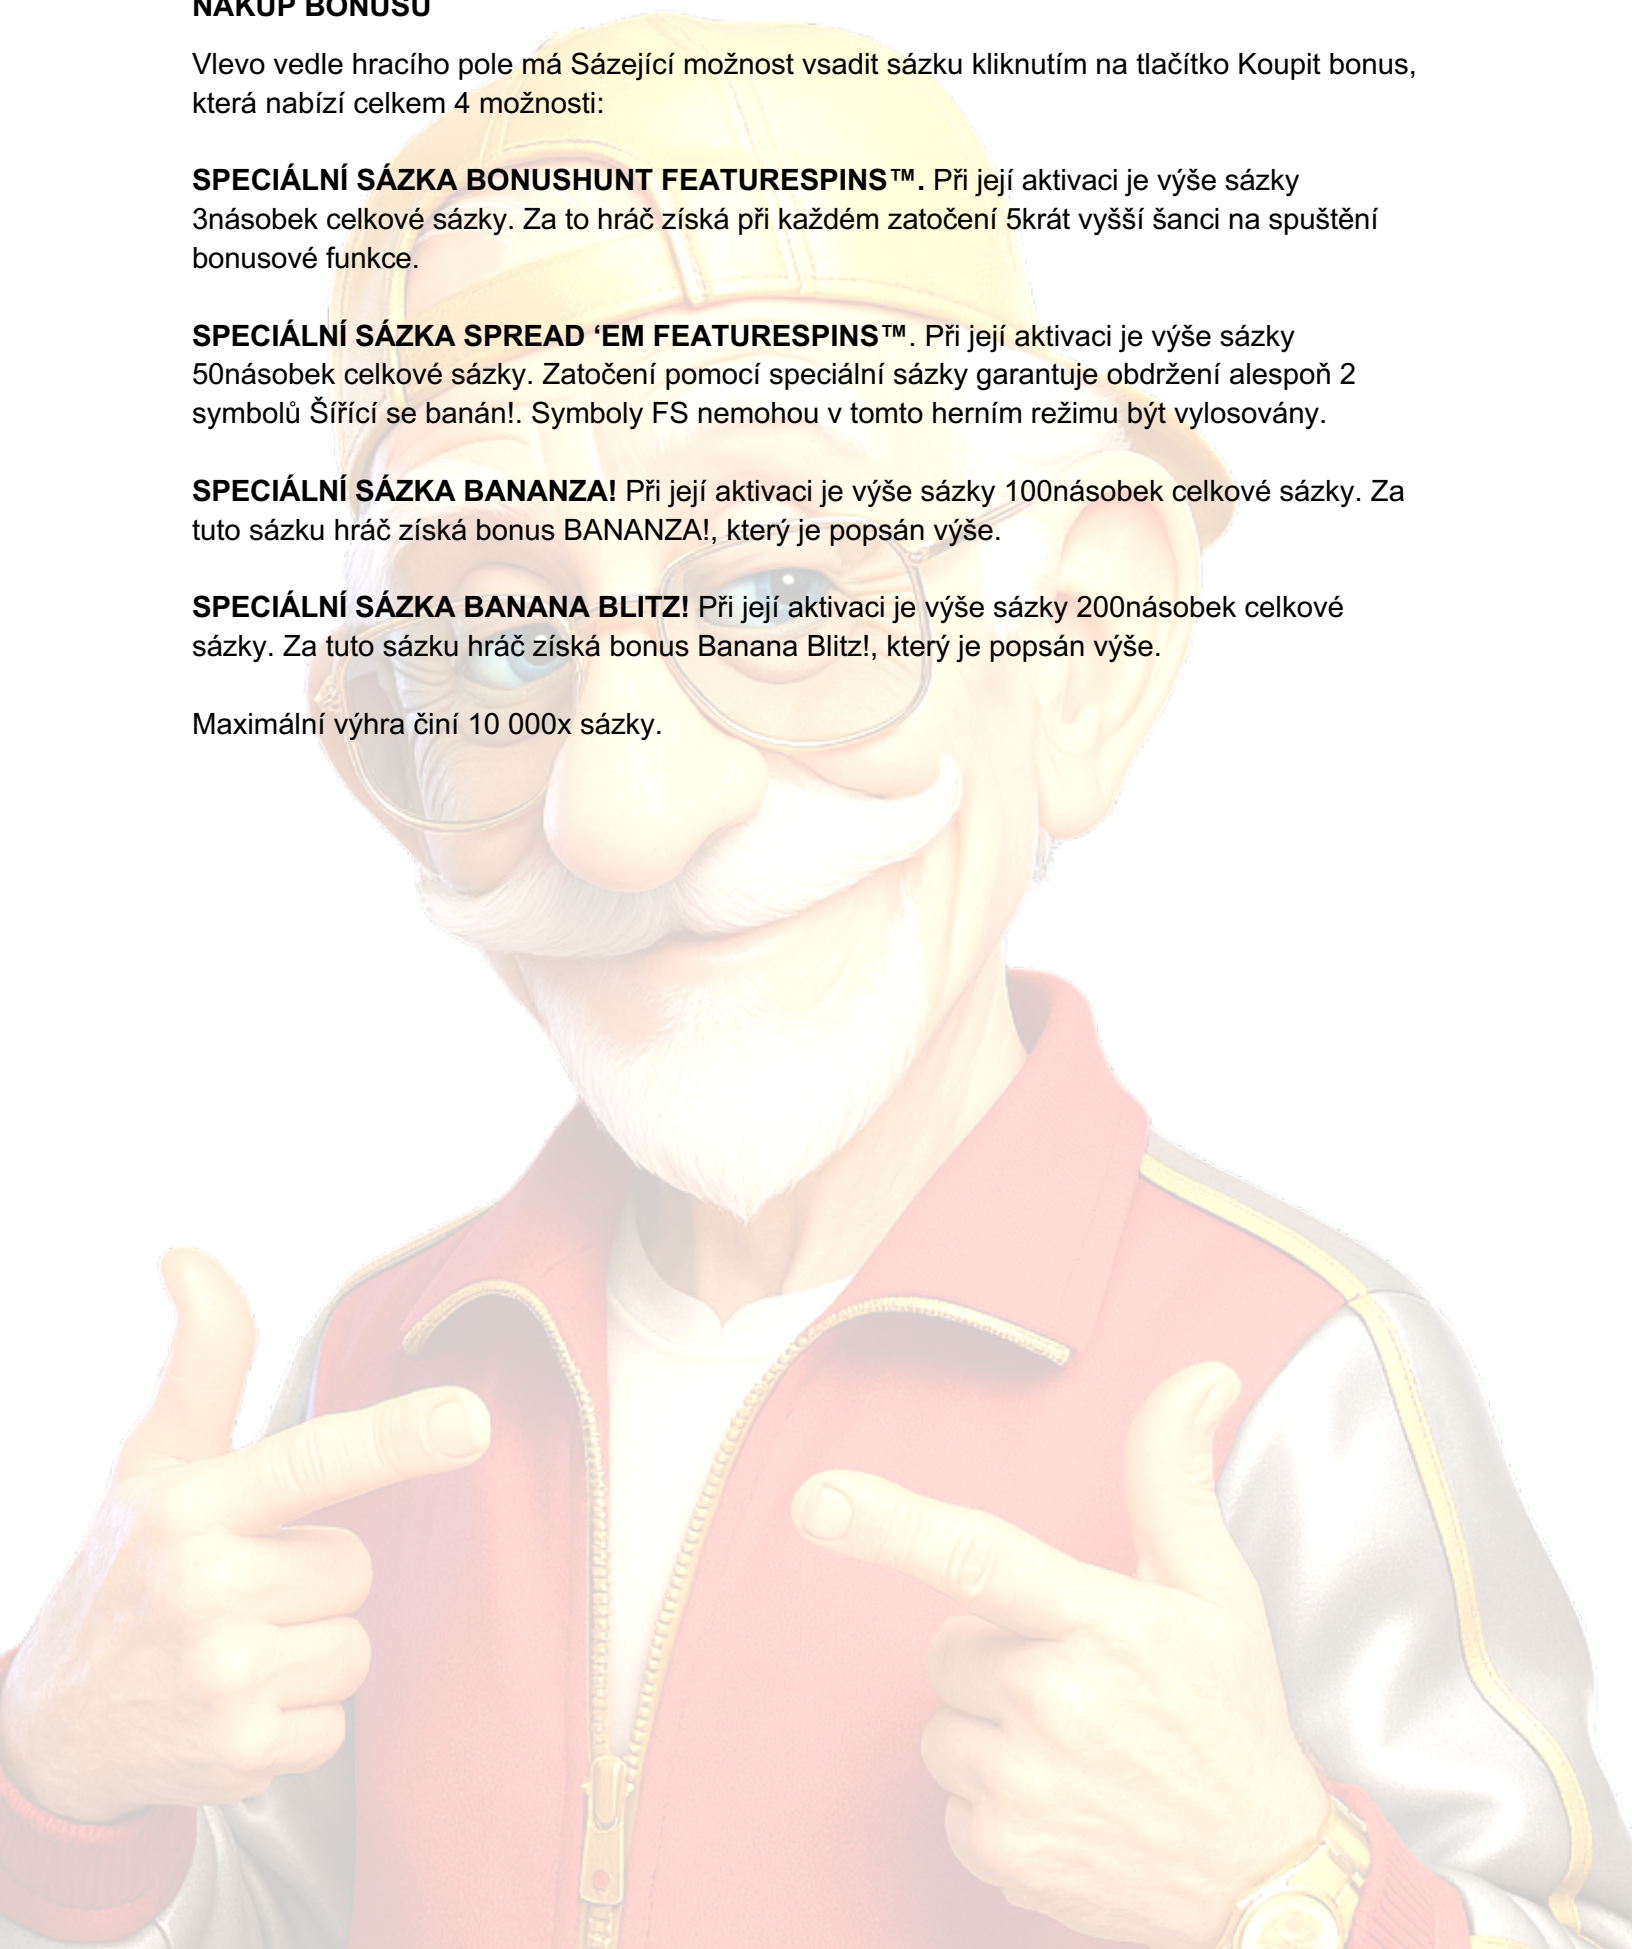 NÁKUP BONUSU
Vlevo vedle hracího pole má Sázející možnost vsadit sázku kliknutím na tlačítko Koupit bonus,
která nabízí celkem 4 možnosti:
SPECIÁLNÍ SÁZKA BONUSHUNT FEATURESPINS™. Při její aktivaci je výše sázky
3násobek celkové sázky. Za to hráč získá při každém zatočení 5krát vyšší šanci na spuštění
bonusové funkce.
SPECIÁLNÍ SÁZKA SPREAD ‘EM FEATURESPINS™. Při její aktivaci je výše sázky
50násobek celkové sázky. Zatočení pomocí speciální sázky garantuje obdržení alespoň 2
symbolů Šířící se banán!. Symboly FS nemohou v tomto herním režimu být vylosovány.
SPECIÁLNÍ SÁZKA BANANZA! Při její aktivaci je výše sázky 100násobek celkové sázky. Za
tuto sázku hráč získá bonus BANANZA!, který je popsán výše.
SPECIÁLNÍ SÁZKA BANANA BLITZ! Při její aktivaci je výše sázky 200násobek celkové
sázky. Za tuto sázku hráč získá bonus Banana Blitz!, který je popsán výše.
Maximální výhra činí 10 000x sázky.